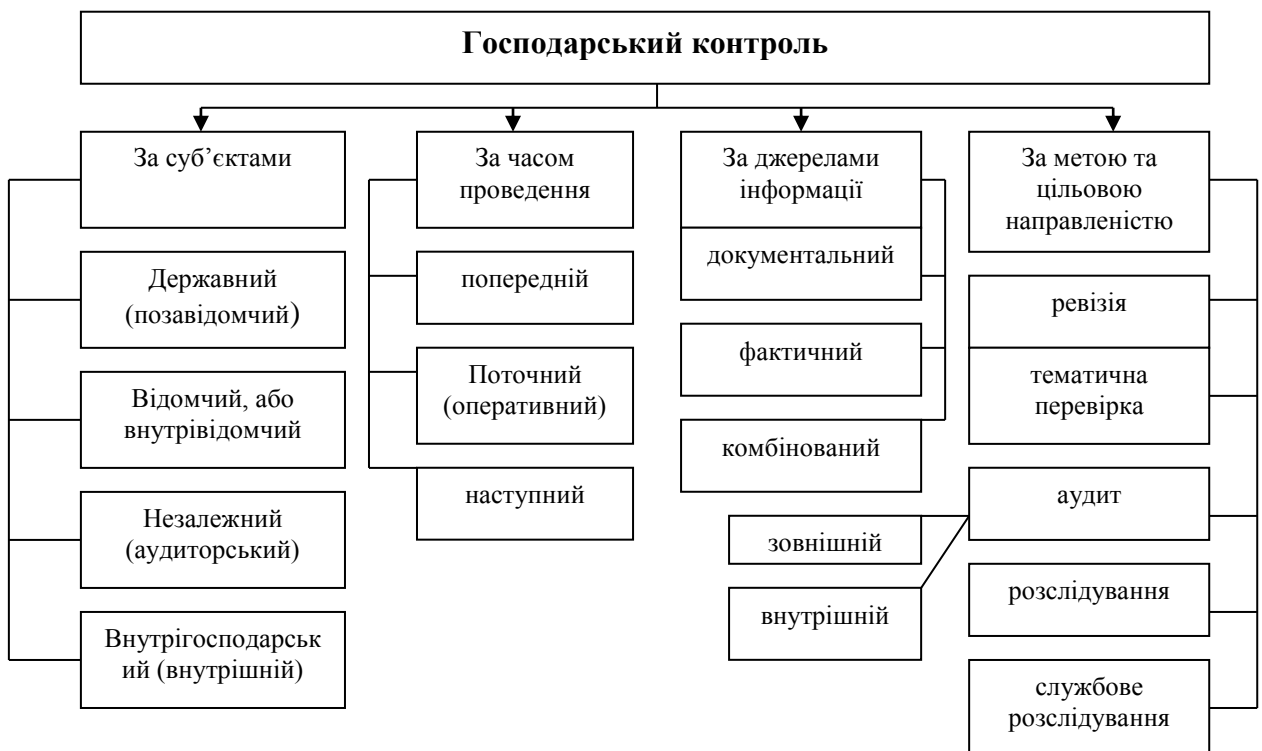 Господарський контроль
За суб’єктами
Державний
(позавідомчий)
Відомчий, або
внутрівідомчий
Незалежний
(аудиторський)
Внутрігосподарськ
ий (внутрішній)
За часом
проведення
попередній
Поточний
(оперативний)
наступний
За джерелами
інформації
документальний
фактичний
комбінований
За метою та
цільовою
направленістю
ревізія
тематична
перевірка
аудит
зовнішній
внутрішній
розслідування
службове
розслідування